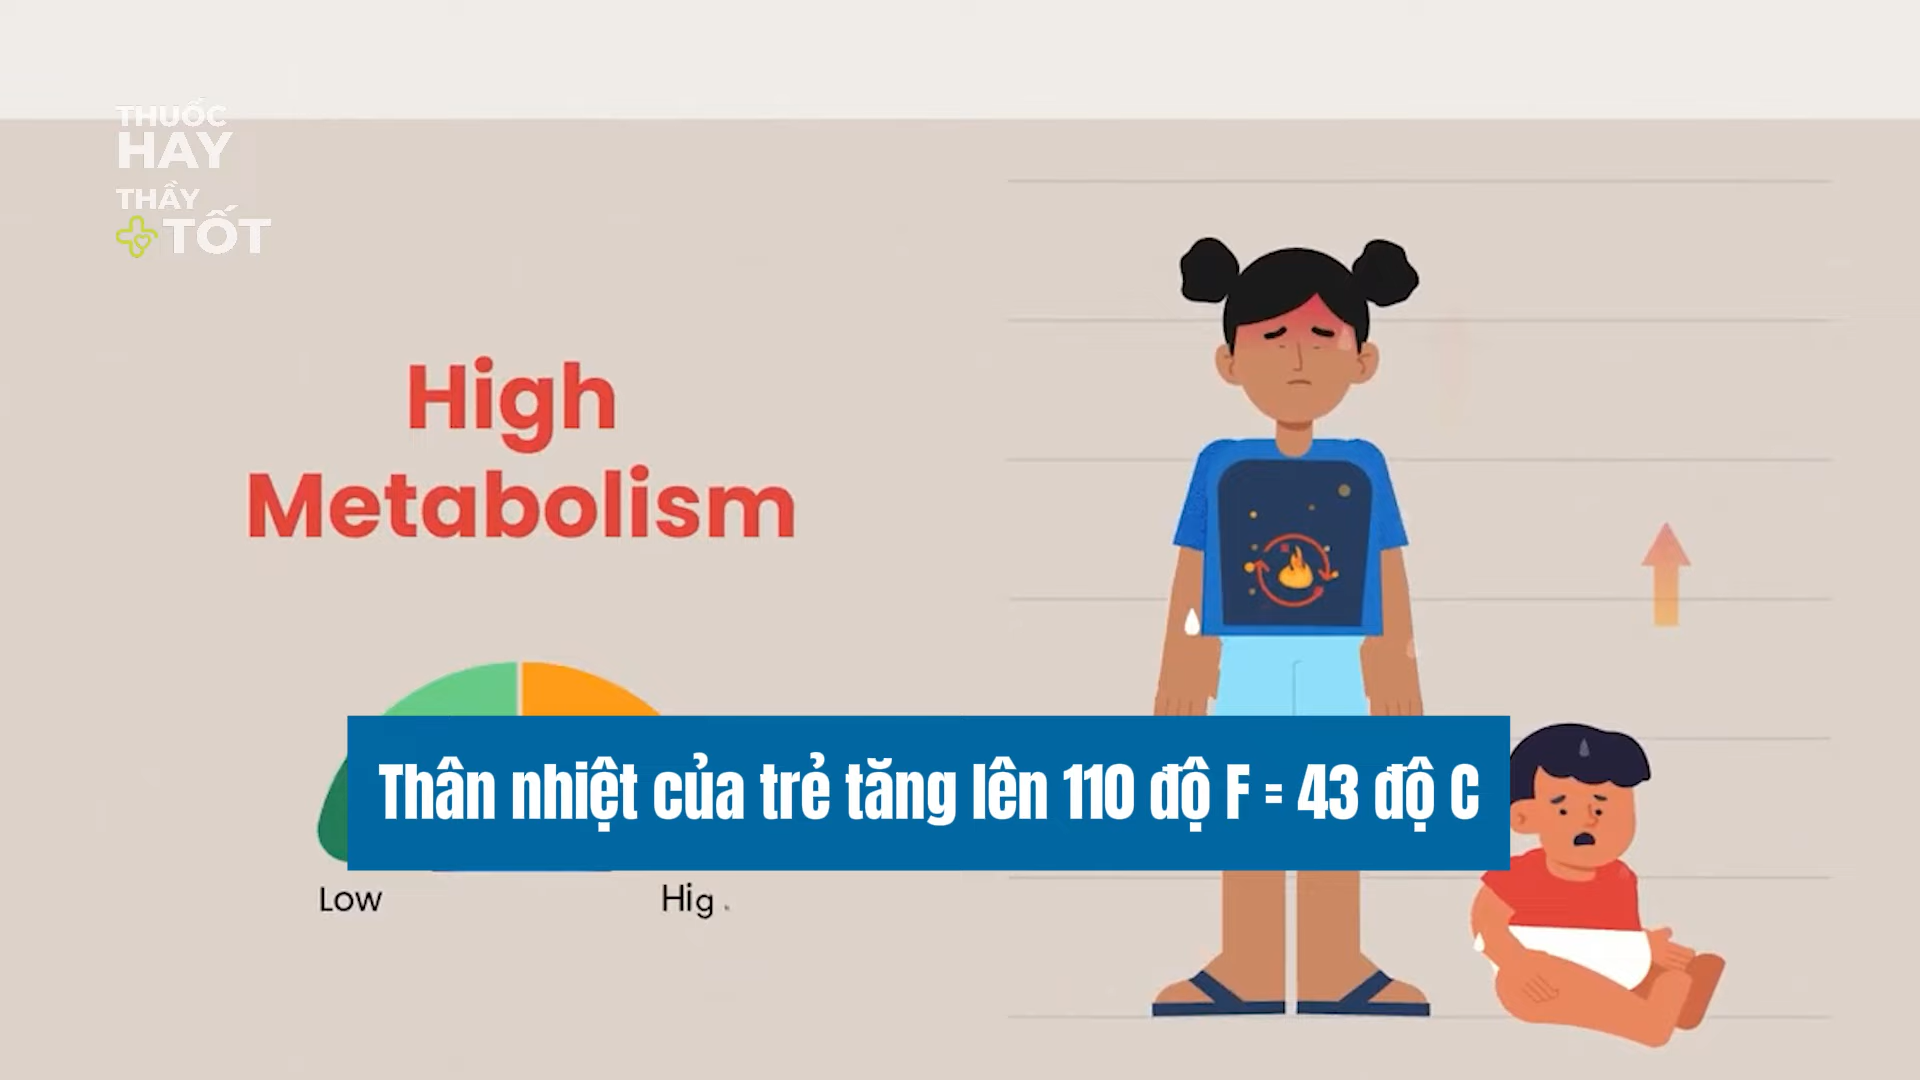 THUỐC
HAY
THẦY
TỐT
High
Metabolism
Thân nhiệt của trẻ tăng lên 110 độ F = 43 độ C
Low
Hig